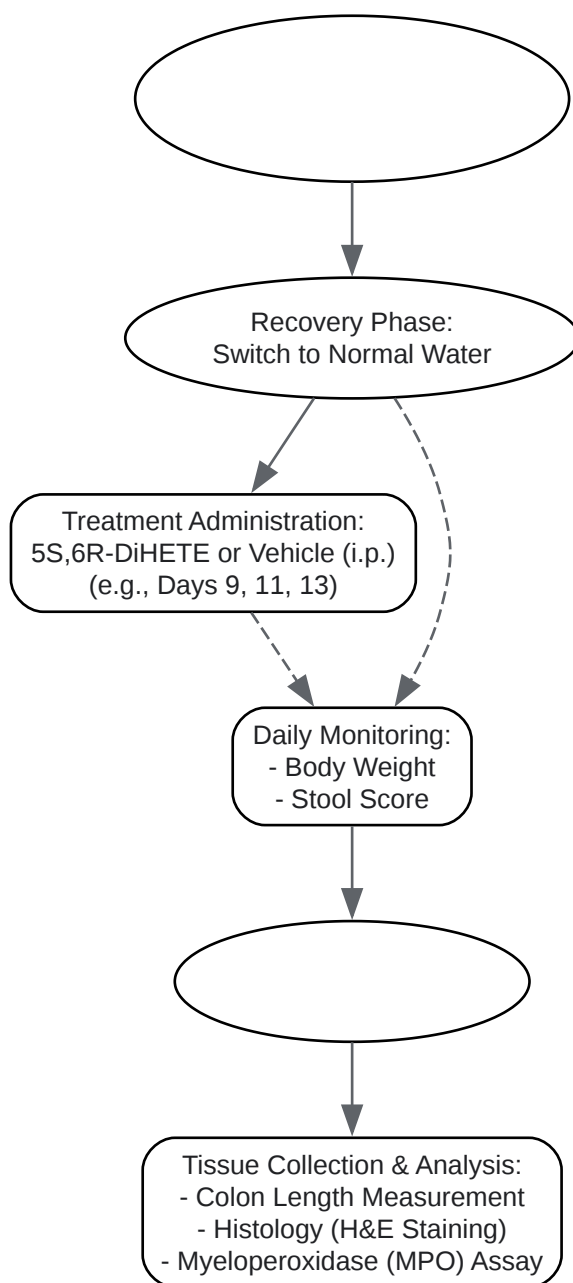 Recovery Phase:
Switch to Normal Water
Treatment Administration:
5S,6R-DiHETE or Vehicle (i.p.)
(e.g., Days 9, 11, 13)
Daily Monitoring:
- Body Weight
- Stool Score
Tissue Collection & Analysis:
- Colon Length Measurement
- Histology (H&E Staining)
- Myeloperoxidase (MPO) Assay